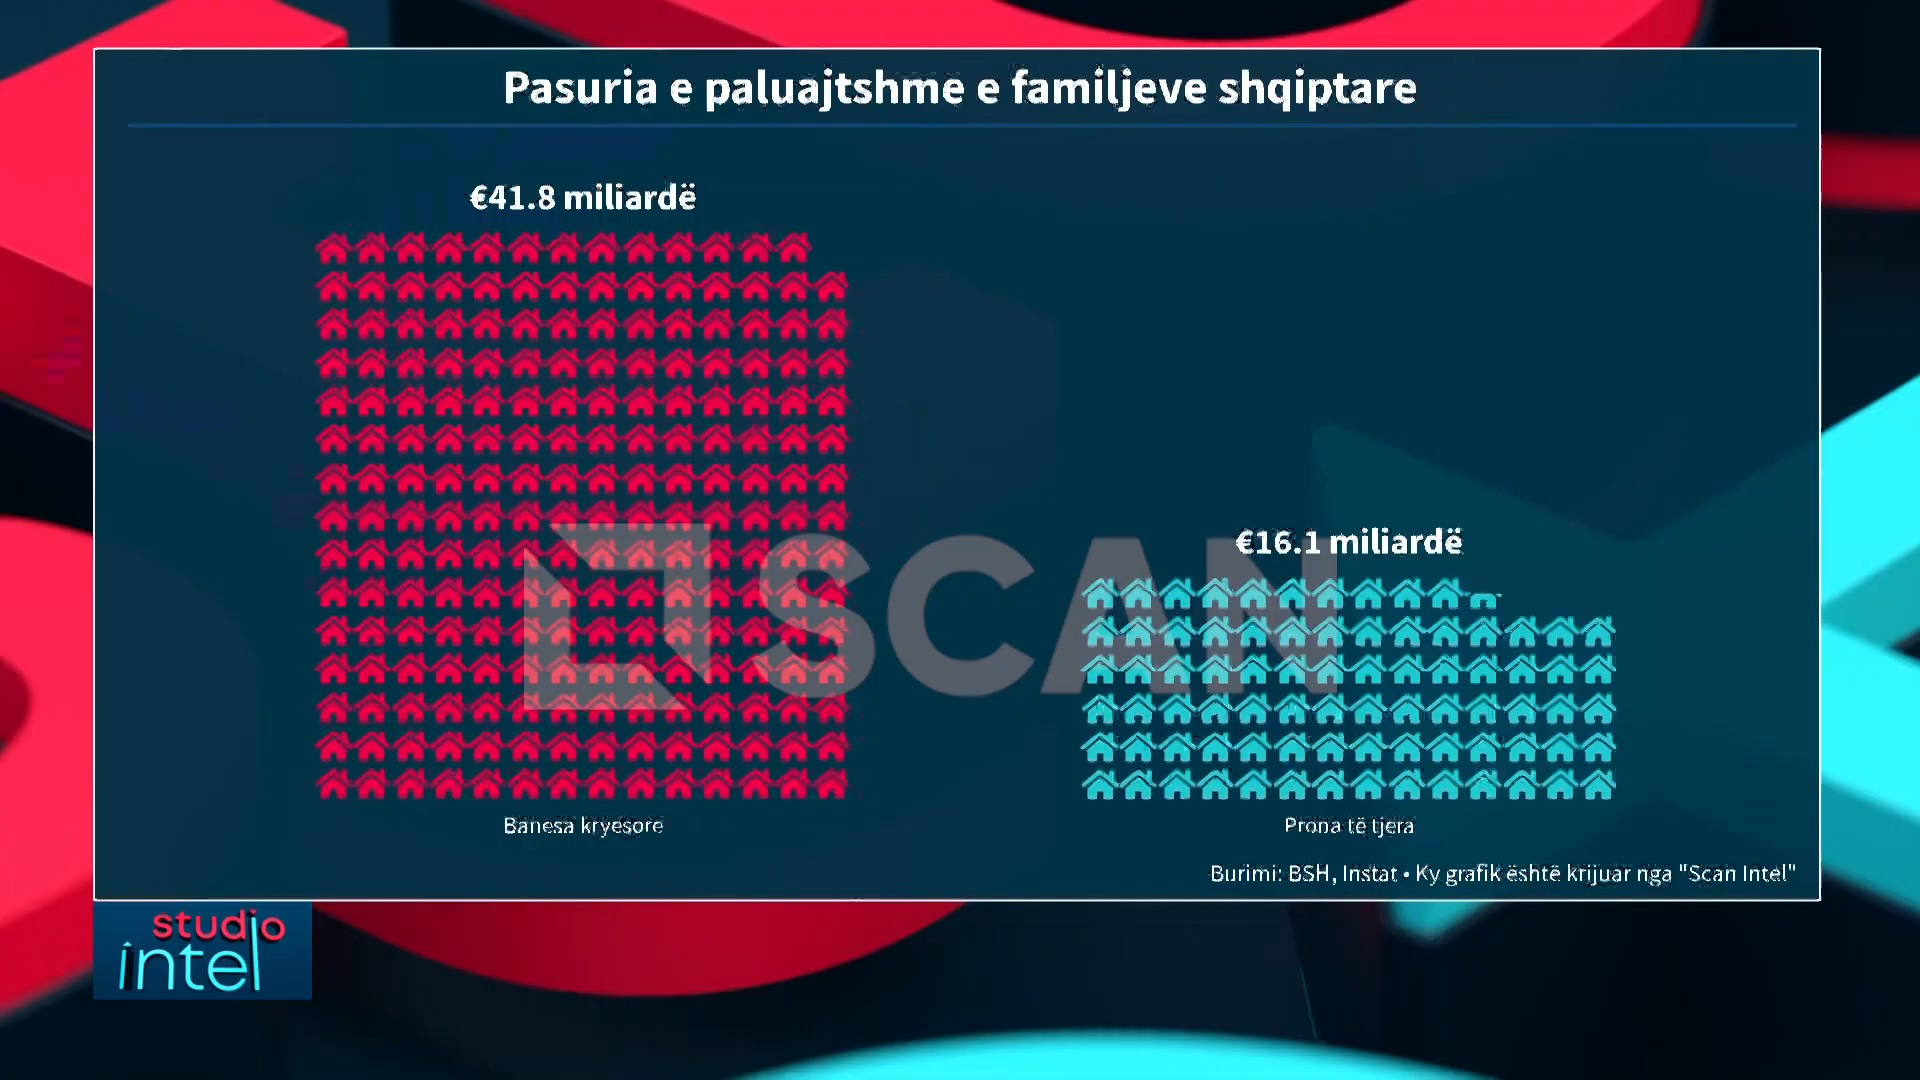 Pasuria e paluajtshme e familjeve shqiptare
€41.8 miliardë
€16.1 miliardë
SCAN
Banesa kryesore
Prona të tjera
Burimi: BSH, Instat • Ky grafik është krijuar nga "Scan Intel"
studio
intel